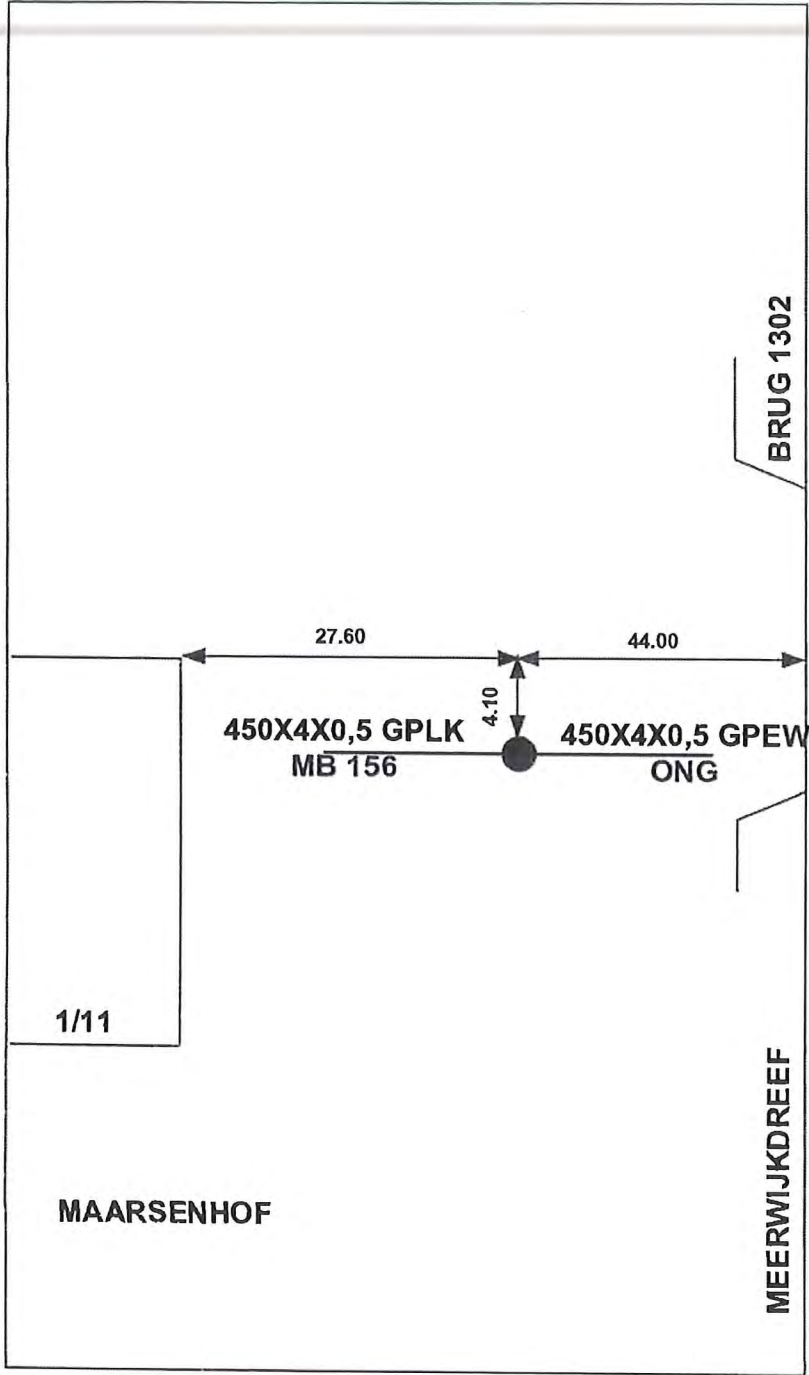 BRUG 1302
27.60
44.00
4.10
450X4X0,5 GPLK
MB 156
450X4X0,5 GPEW
ONG
1/11
MAARSENHOF
MEERWIJKDREEF